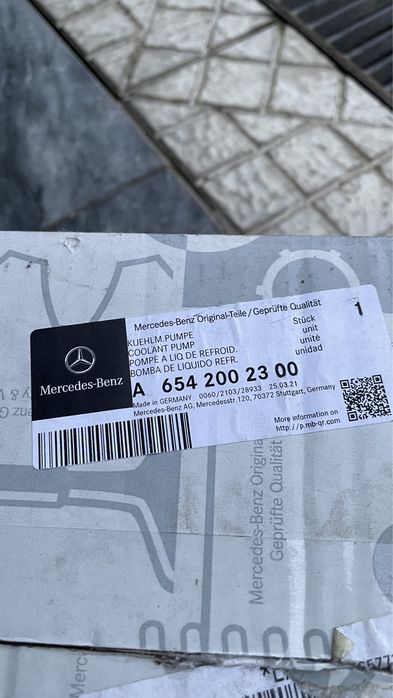 Mercedes-Benz Original-Teile/Geprüfte Qualität
KUEHLM.PUMPE
COOLANT PUMP
POMPE A LIQ DE REFROID.
BOMBA DE LIQUIDO REFR.
Stück
unit
unité
unidad
1
Mercedes-Benz
A 654 200 23 00
Made in GERMANY 0060/2103/28933 25.03.21
Mercedes-Benz AG, Mercedesstr. 120, 70372 Stuttgart, Germany
More information on
http://p.mb-qr.com
Mercedes-Benz Origina
Geprüfte Qualität
Mercedes-Benz